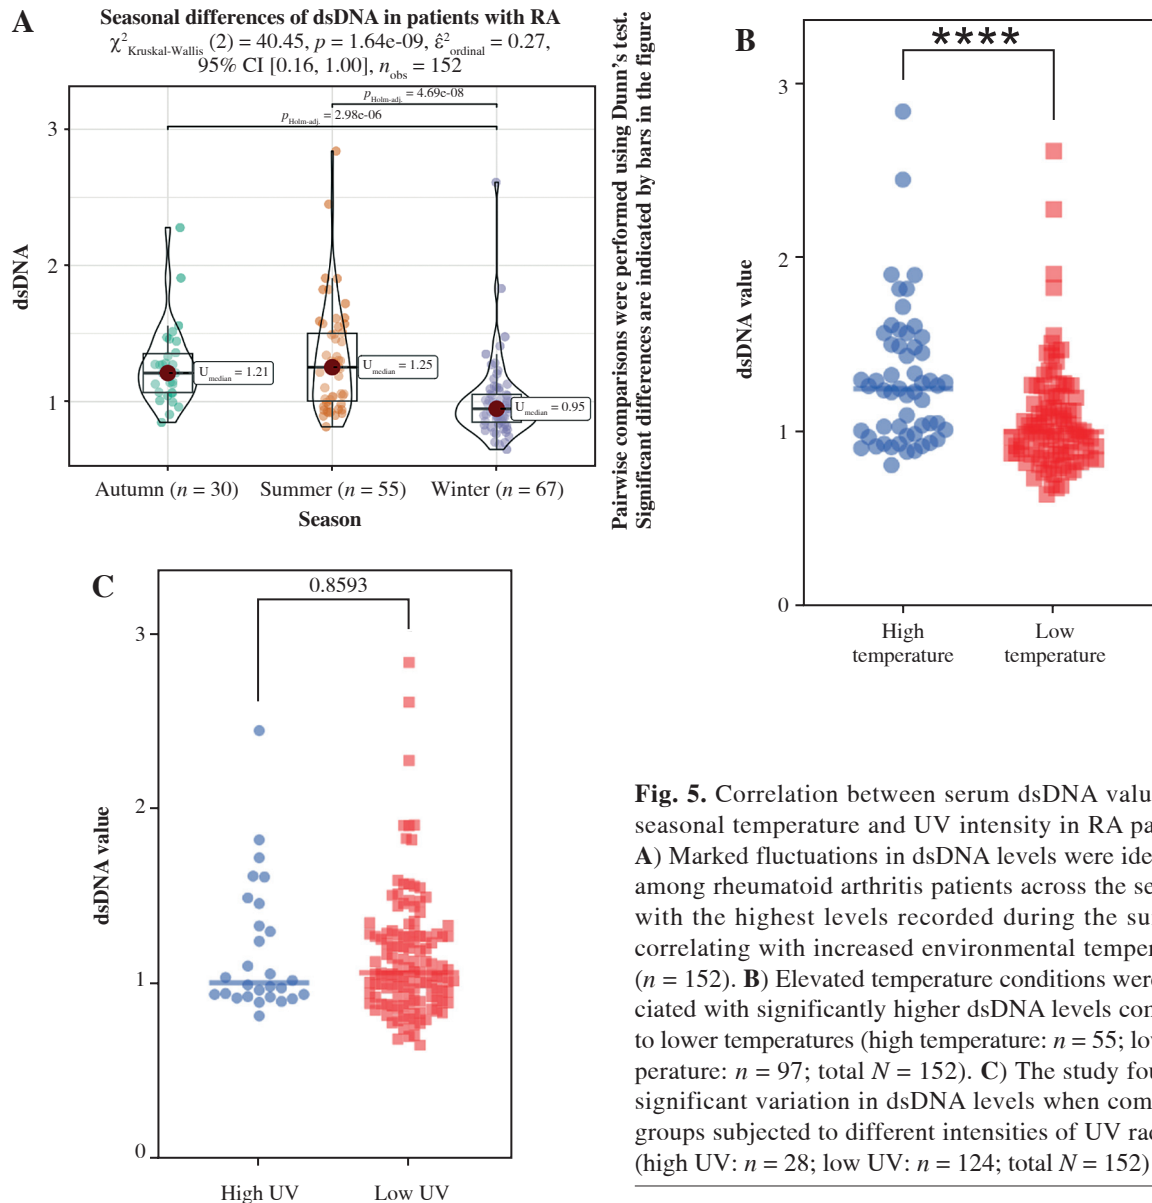 A
Seasonal differences of dsDNA in patients with RA
χ²Kruskal-Wallis (2) = 40.45, p = 1.64e-09, ε̂²ordinal = 0.27,
95% CI [0.16, 1.00], nobs = 152
pHolm-adj. = 4.69e-08
pHolm-adj. = 2.98e-06
3
2
1
dsDNA
Umedian = 1.21
Umedian = 1.25
Umedian = 0.95
Autumn (n = 30) Summer (n = 55) Winter (n = 67)
Season
Pairwise comparisons were performed using Dunn's test.
Significant differences are indicated by bars in the figure
B
****
3
2
1
0
dsDNA value
High
temperature
Low
temperature
C
0.8593
3
2
1
0
dsDNA value
High UV
Low UV
Fig. 5. Correlation between serum dsDNA valu
seasonal temperature and UV intensity in RA pa
A) Marked fluctuations in dsDNA levels were ide
among rheumatoid arthritis patients across the se
with the highest levels recorded during the su
correlating with increased environmental temper
(n = 152). B) Elevated temperature conditions were
ciated with significantly higher dsDNA levels con
to lower temperatures (high temperature: n = 55; lo
perature: n = 97; total N = 152). C) The study fou
significant variation in dsDNA levels when com
groups subjected to different intensities of UV rad
(high UV: n = 28; low UV: n = 124; total N = 152)